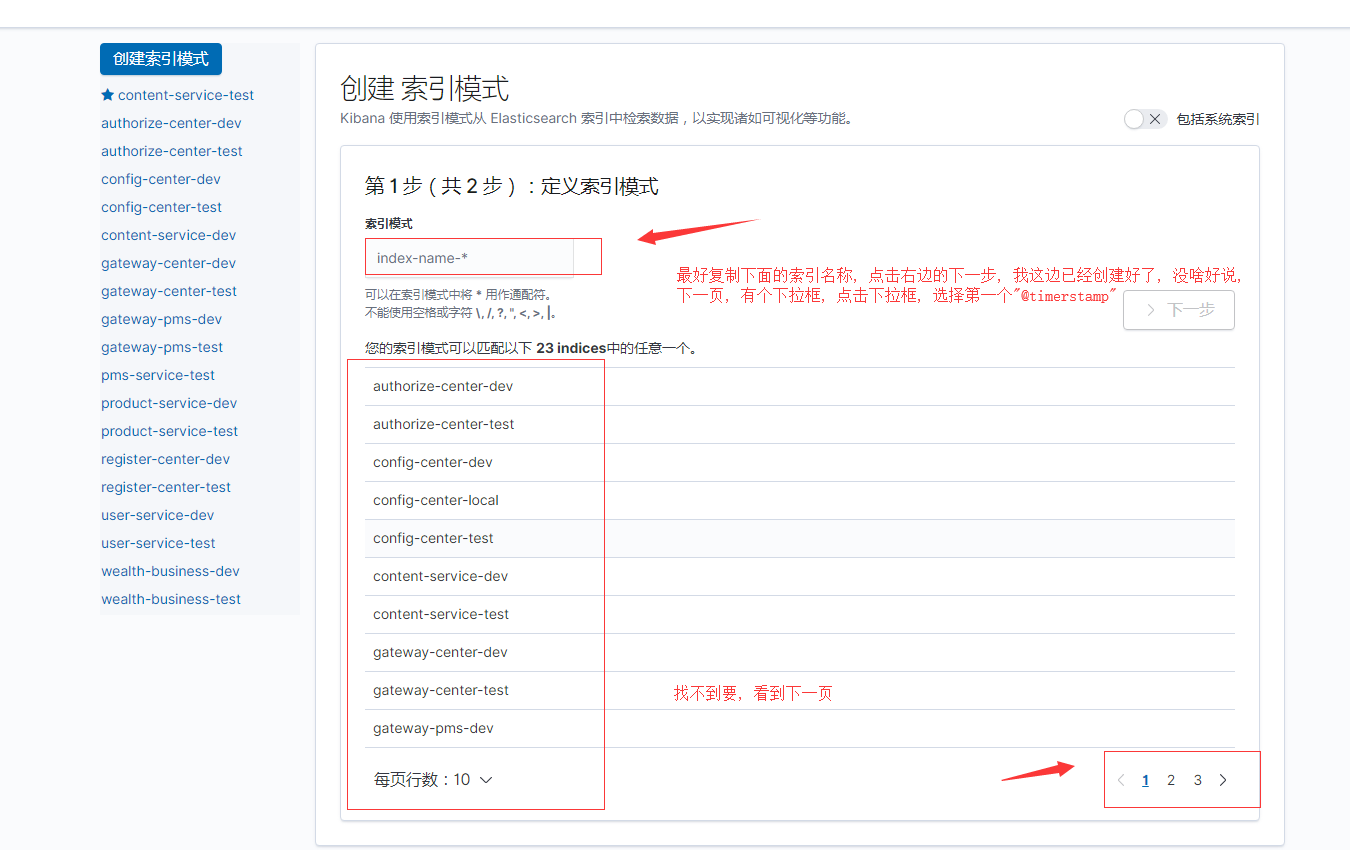 创建索引模式
★ content-service-test
authorize-center-dev
authorize-center-test
config-center-dev
config-center-test
content-service-dev
gateway-center-dev
gateway-center-test
gateway-pms-dev
gateway-pms-test
pms-service-test
product-service-dev
product-service-test
register-center-dev
register-center-test
user-service-dev
user-service-test
wealth-business-dev
wealth-business-test
创建 索引模式
Kibana 使用索引模式从 Elasticsearch 索引中检索数据，以实现诸如可视化等功能。
包括系统索引
第 1 步（共 2 步）：定义索引模式
索引模式
index-name-*
可以在索引模式中将 * 用作通配符。
不能使用空格或字符 \, /, ?, ", <, >, |。
最好复制下面的索引名称，点击右边的下一步，我这边已经创建好了，没啥好说，
下一页，有个下拉框，点击下拉框，选择第一个"@timerstamp"
下一步
您的索引模式可以匹配以下 23 indices中的任意一个。
authorize-center-dev
authorize-center-test
config-center-dev
config-center-local
config-center-test
content-service-dev
content-service-test
gateway-center-dev
gateway-center-test
gateway-pms-dev
找不到要，看到下一页
每页行数：10
< 1 2 3 >